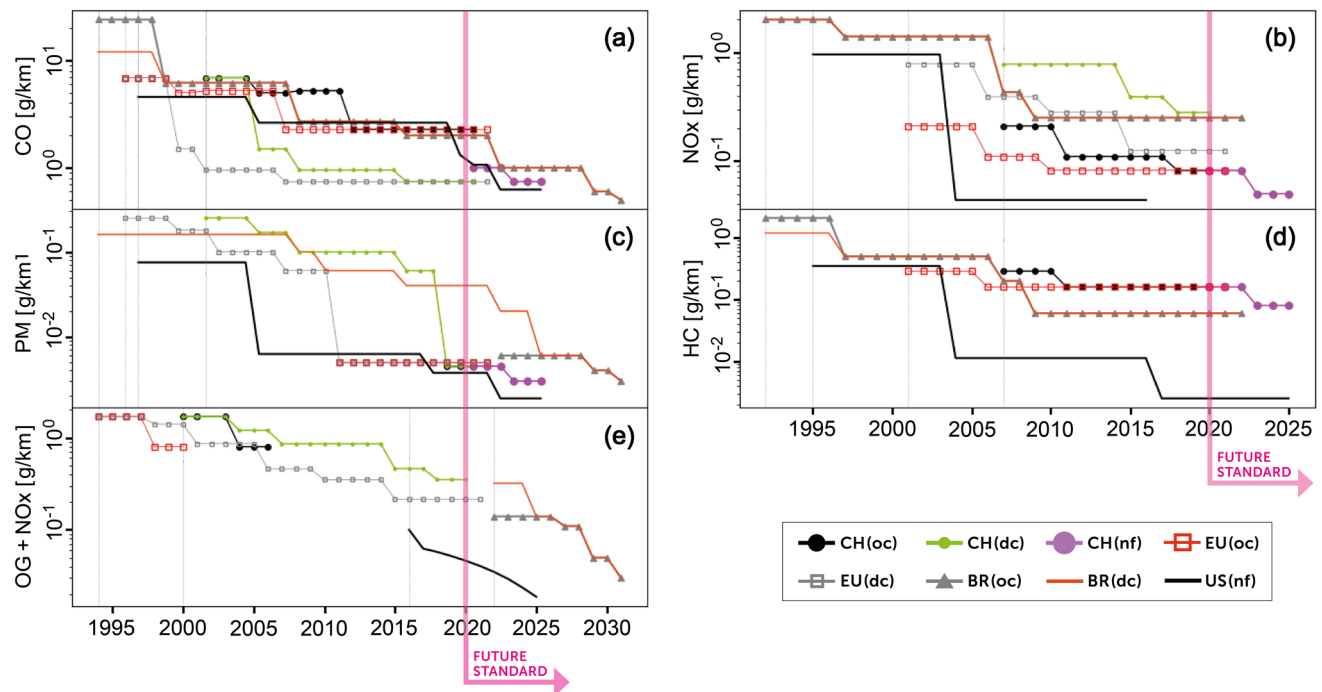 (a)
CO [g/km]
10¹
10⁰
(b)
NOx [g/km]
10⁰
10⁻¹
(c)
PM [g/km]
10⁻¹
10⁻²
(d)
HC [g/km]
10⁰
10⁻¹
10⁻²
1995 2000 2005 2010 2015 2020 2025
FUTURE
STANDARD
(e)
OG + NOx [g/km]
10⁰
10⁻¹
1995 2000 2005 2010 2015 2020 2025 2030
FUTURE
STANDARD
CH(oc) CH(dc) CH(nf) EU(oc)
EU(dc) BR(oc) BR(dc) US(nf)